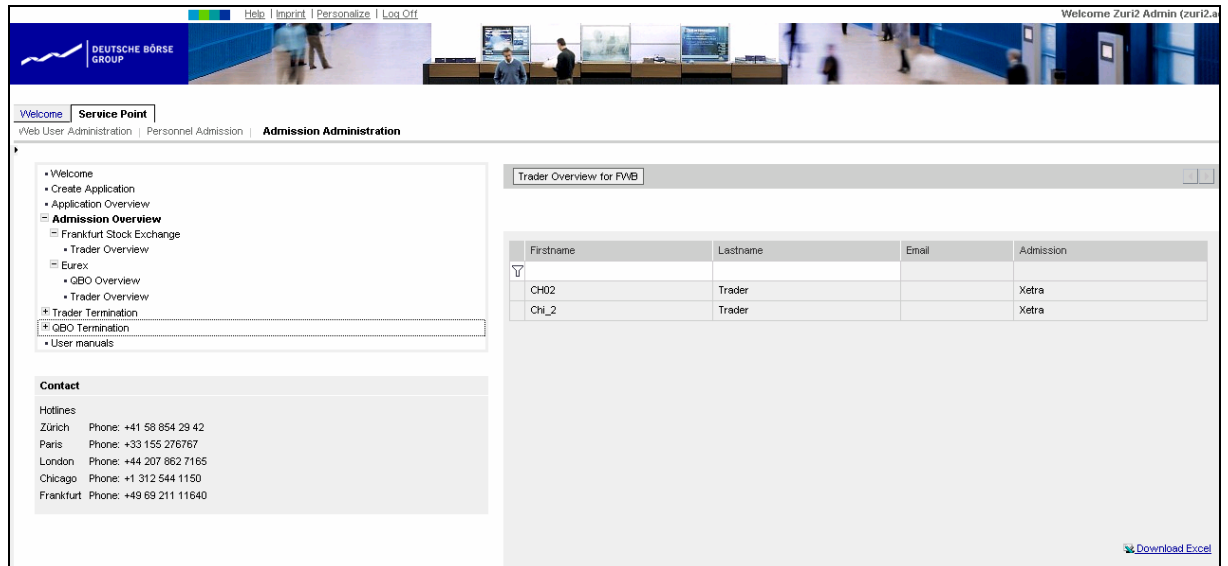 Help | Imprint | Personalize | Log Off
Welcome Zuri2 Admin (zuri2.a
DEUTSCHE BÖRSE
GROUP
Welcome Service Point
Web User Administration | Personnel Admission | Admission Administration
Welcome
Create Application
Application Overview
Admission Overview
Frankfurt Stock Exchange
Trader Overview
Eurex
QBO Overview
Trader Overview
Trader Termination
QBO Termination
User manuals
Contact
Hotlines
Zürich Phone: +41 58 854 29 42
Paris Phone: +33 155 276767
London Phone: +44 207 862 7165
Chicago Phone: +1 312 544 1150
Frankfurt Phone: +49 69 211 11640
Trader Overview for FWB
Firstname Lastname Email Admission
CH02 Trader Xetra
Chi_2 Trader Xetra
Download Excel